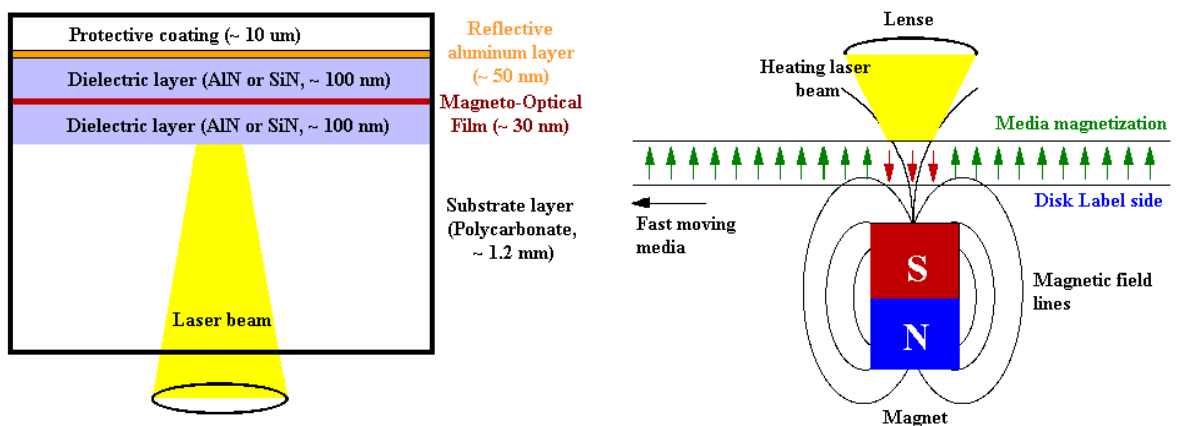 Protective coating (~ 10 um)
Reflective
aluminum layer
(~ 50 nm)
Dielectric layer (AlN or SiN, ~ 100 nm)
Magneto-Optical
Film (~ 30 nm)
Dielectric layer (AlN or SiN, ~ 100 nm)
Substrate layer
(Polycarbonate,
~ 1.2 mm)
Laser beam
Lense
Heating laser
beam
Media magnetization
Disk Label side
Fast moving
media
S
N
Magnetic field
lines
Magnet